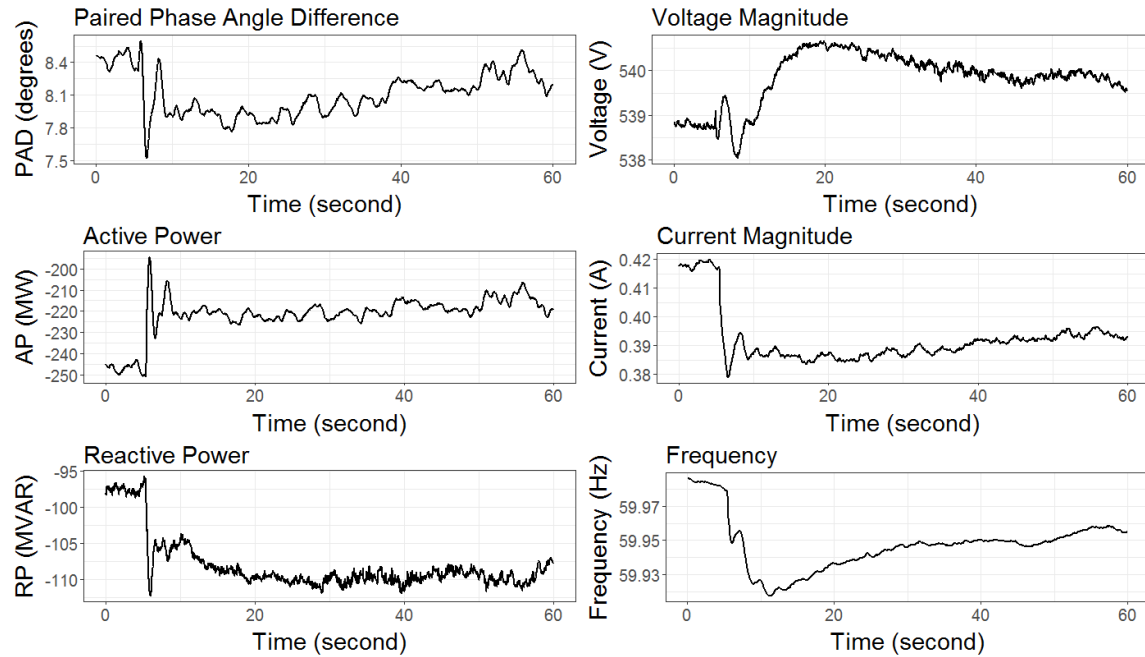 Paired Phase Angle Difference
PAD (degrees)
8.4
8.1
7.8
7.5
0 20 40 60
Time (second)
Voltage Magnitude
Voltage (V)
540
539
538
0 20 40 60
Time (second)
Active Power
AP (MW)
-200
-210
-220
-230
-240
-250
0 20 40 60
Time (second)
Current Magnitude
Current (A)
0.42
0.41
0.40
0.39
0.38
0 20 40 60
Time (second)
Reactive Power
RP (MVAR)
-95
-100
-105
-110
0 20 40 60
Time (second)
Frequency
Frequency (Hz)
59.97
59.95
59.93
0 20 40 60
Time (second)